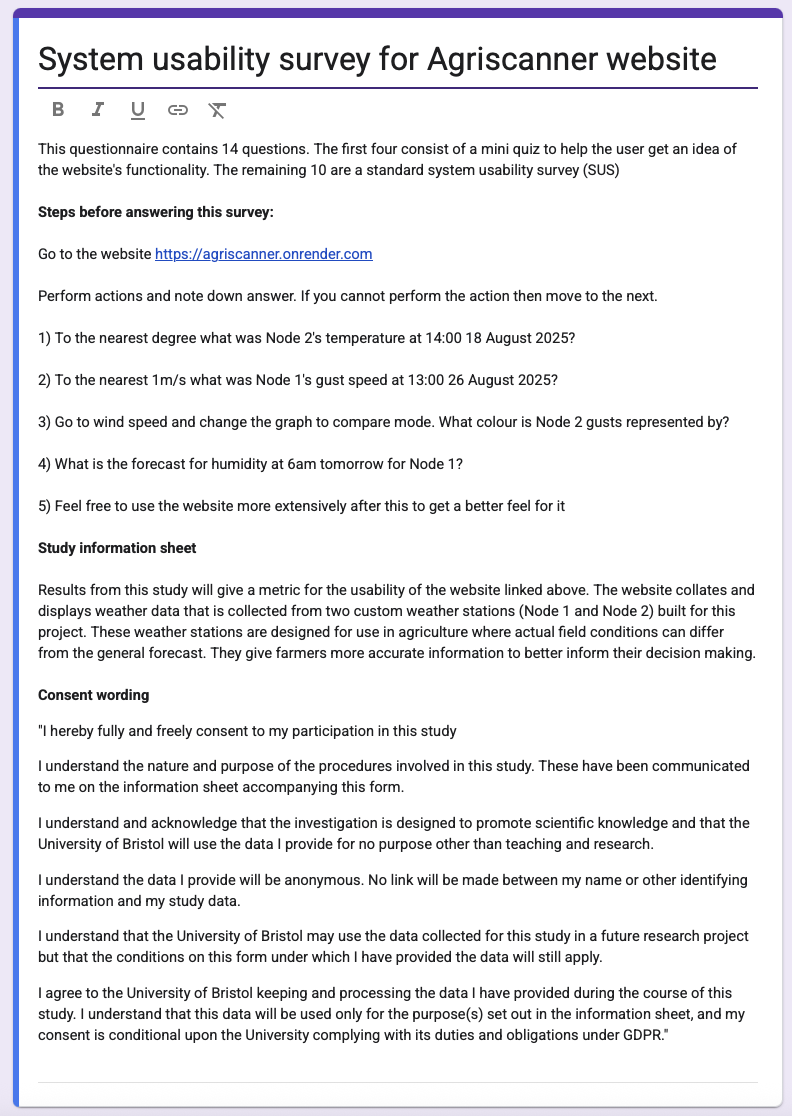 System usability survey for Agriscanner website
B I U
This questionnaire contains 14 questions. The first four consist of a mini quiz to help the user get an idea of
the website's functionality. The remaining 10 are a standard system usability survey (SUS)
Steps before answering this survey:
Go to the website https://agriscanner.onrender.com
Perform actions and note down answer. If you cannot perform the action then move to the next.
1) To the nearest degree what was Node 2's temperature at 14:00 18 August 2025?
2) To the nearest 1m/s what was Node 1's gust speed at 13:00 26 August 2025?
3) Go to wind speed and change the graph to compare mode. What colour is Node 2 gusts represented by?
4) What is the forecast for humidity at 6am tomorrow for Node 1?
5) Feel free to use the website more extensively after this to get a better feel for it
Study information sheet
Results from this study will give a metric for the usability of the website linked above. The website collates and
displays weather data that is collected from two custom weather stations (Node 1 and Node 2) built for this
project. These weather stations are designed for use in agriculture where actual field conditions can differ
from the general forecast. They give farmers more accurate information to better inform their decision making.
Consent wording
"I hereby fully and freely consent to my participation in this study
I understand the nature and purpose of the procedures involved in this study. These have been communicated
to me on the information sheet accompanying this form.
I understand and acknowledge that the investigation is designed to promote scientific knowledge and that the
University of Bristol will use the data I provide for no purpose other than teaching and research.
I understand the data I provide will be anonymous. No link will be made between my name or other identifying
information and my study data.
I understand that the University of Bristol may use the data collected for this study in a future research project
but that the conditions on this form under which I have provided the data will still apply.
I agree to the University of Bristol keeping and processing the data I have provided during the course of this
study. I understand that this data will be used only for the purpose(s) set out in the information sheet, and my
consent is conditional upon the University complying with its duties and obligations under GDPR."